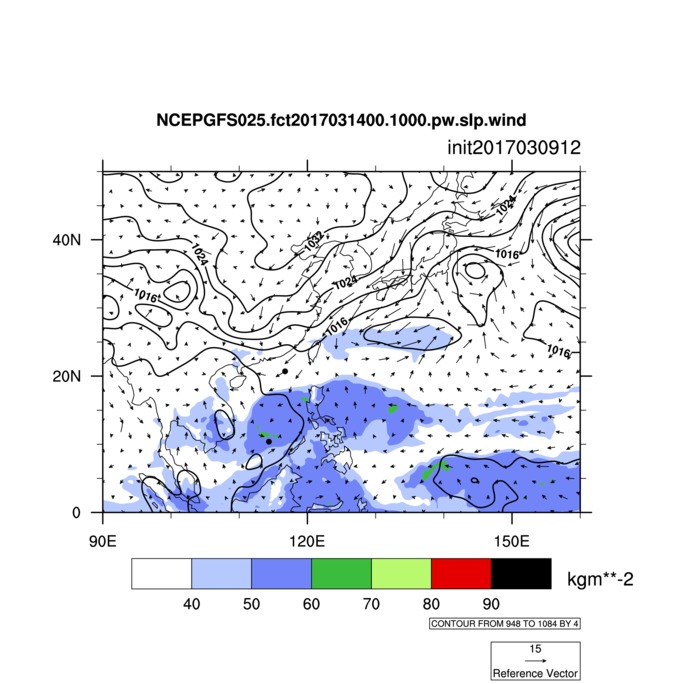 NCEPGFS025.fct2017031400.1000.pw.slp.wind
init2017030912
1032
1024
1024
1024
1016
1016
1016
1016
40N
20N
0
90E 120E 150E
40 50 60 70 80 90
kgm**-2
CONTOUR FROM 948 TO 1084 BY 4
15
Reference Vector